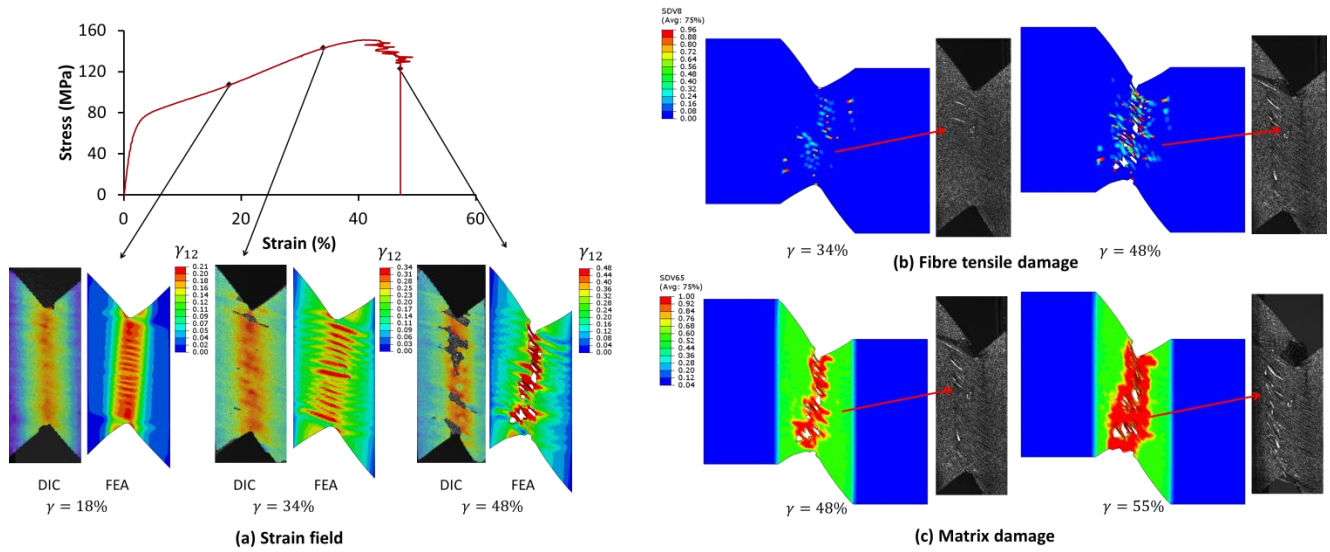 160
120
80
40
0
Stress (MPa)
0
20
40
60
Strain (%)
γ12
0.21
0.20
0.18
0.16
0.14
0.12
0.11
0.09
0.07
0.05
0.04
0.02
0.00
γ12
0.34
0.31
0.28
0.26
0.23
0.20
0.17
0.14
0.11
0.09
0.06
0.03
0.00
γ12
0.48
0.44
0.40
0.36
0.32
0.28
0.24
0.20
0.16
0.12
0.08
0.04
0.00
DIC
FEA
DIC
FEA
DIC
FEA
γ = 18%
γ = 34%
γ = 48%
(a) Strain field
SDV8
(Avg: 75%)
0.96
0.88
0.80
0.72
0.64
0.56
0.48
0.40
0.32
0.24
0.16
0.08
0.00
γ = 34%
γ = 48%
(b) Fibre tensile damage
SDV65
(Avg: 75%)
1.00
0.92
0.84
0.76
0.68
0.60
0.52
0.44
0.36
0.28
0.20
0.12
0.04
γ = 48%
γ = 55%
(c) Matrix damage